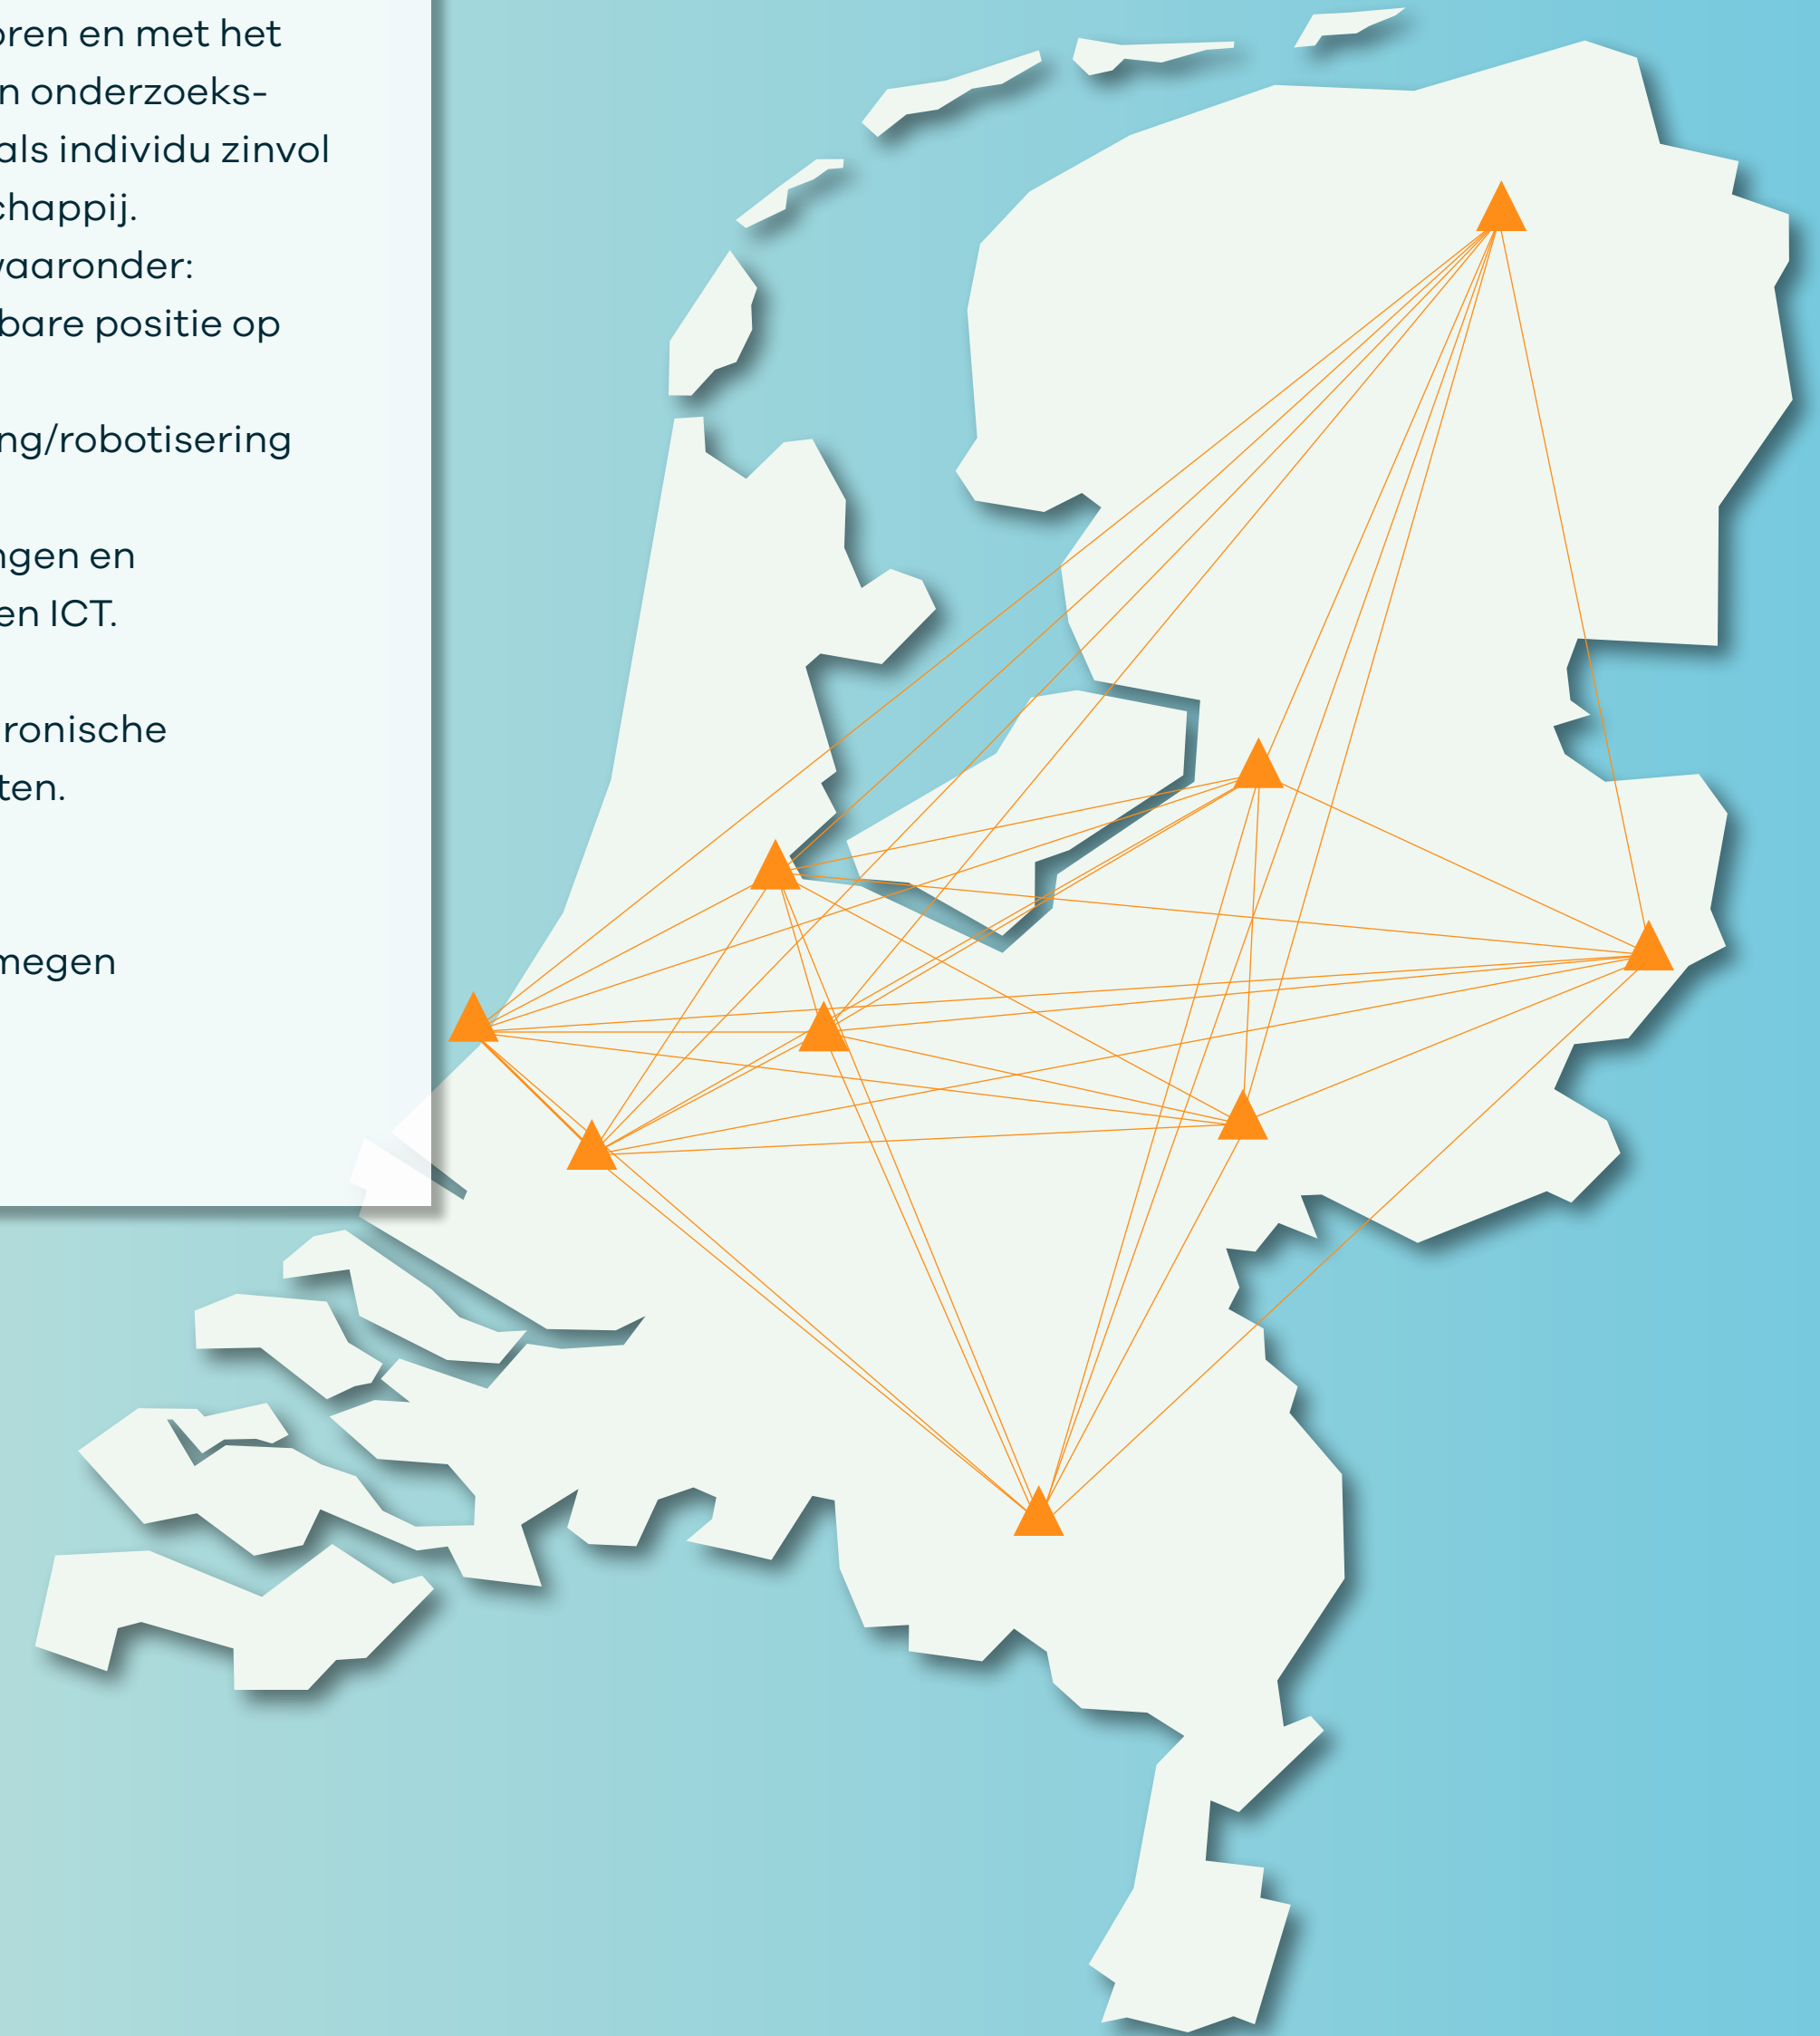 oren en met het
n onderzoeks-
als individu zinvol
chappij.
waaronder:
bare positie op
ng/robotisering
ngen en
en ICT.
ronische
ten.
megen